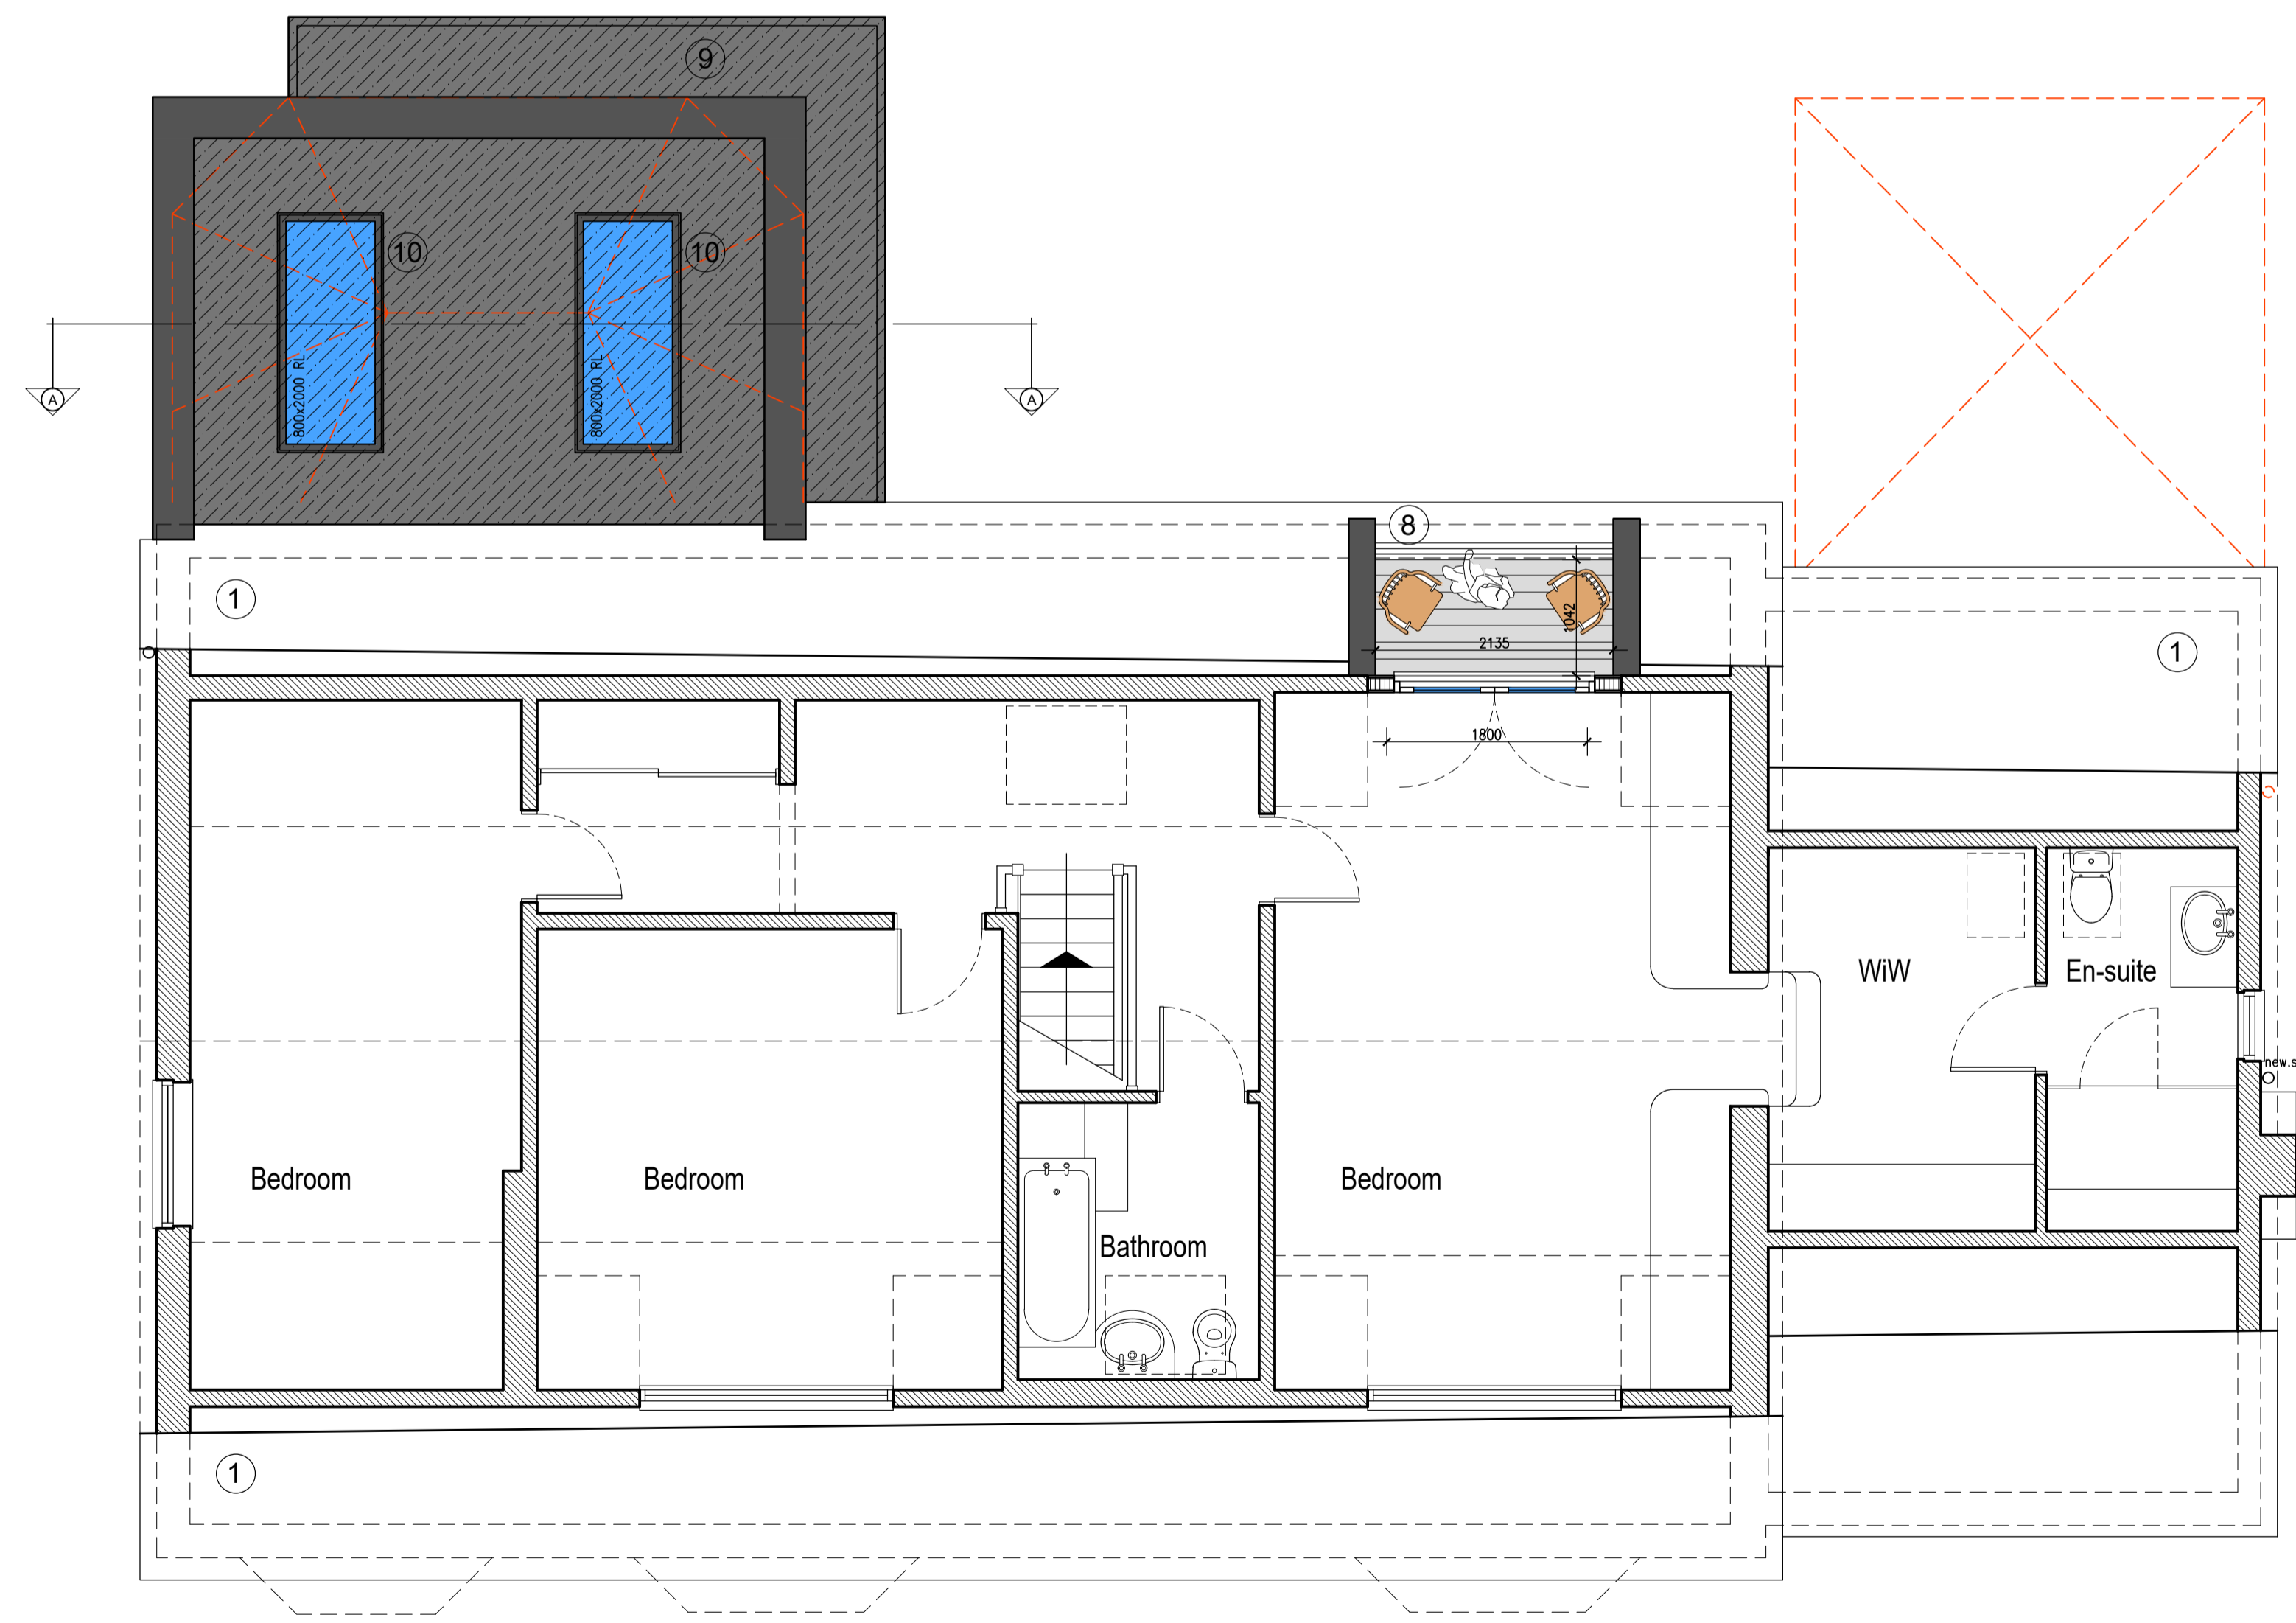 9
10
10
800x2000 RL
800x2000 RL
A
A
8
1
1042
2135
1
1800
WiW
En-suite
new.s
Bedroom
Bedroom
Bedroom
Bathroom
1